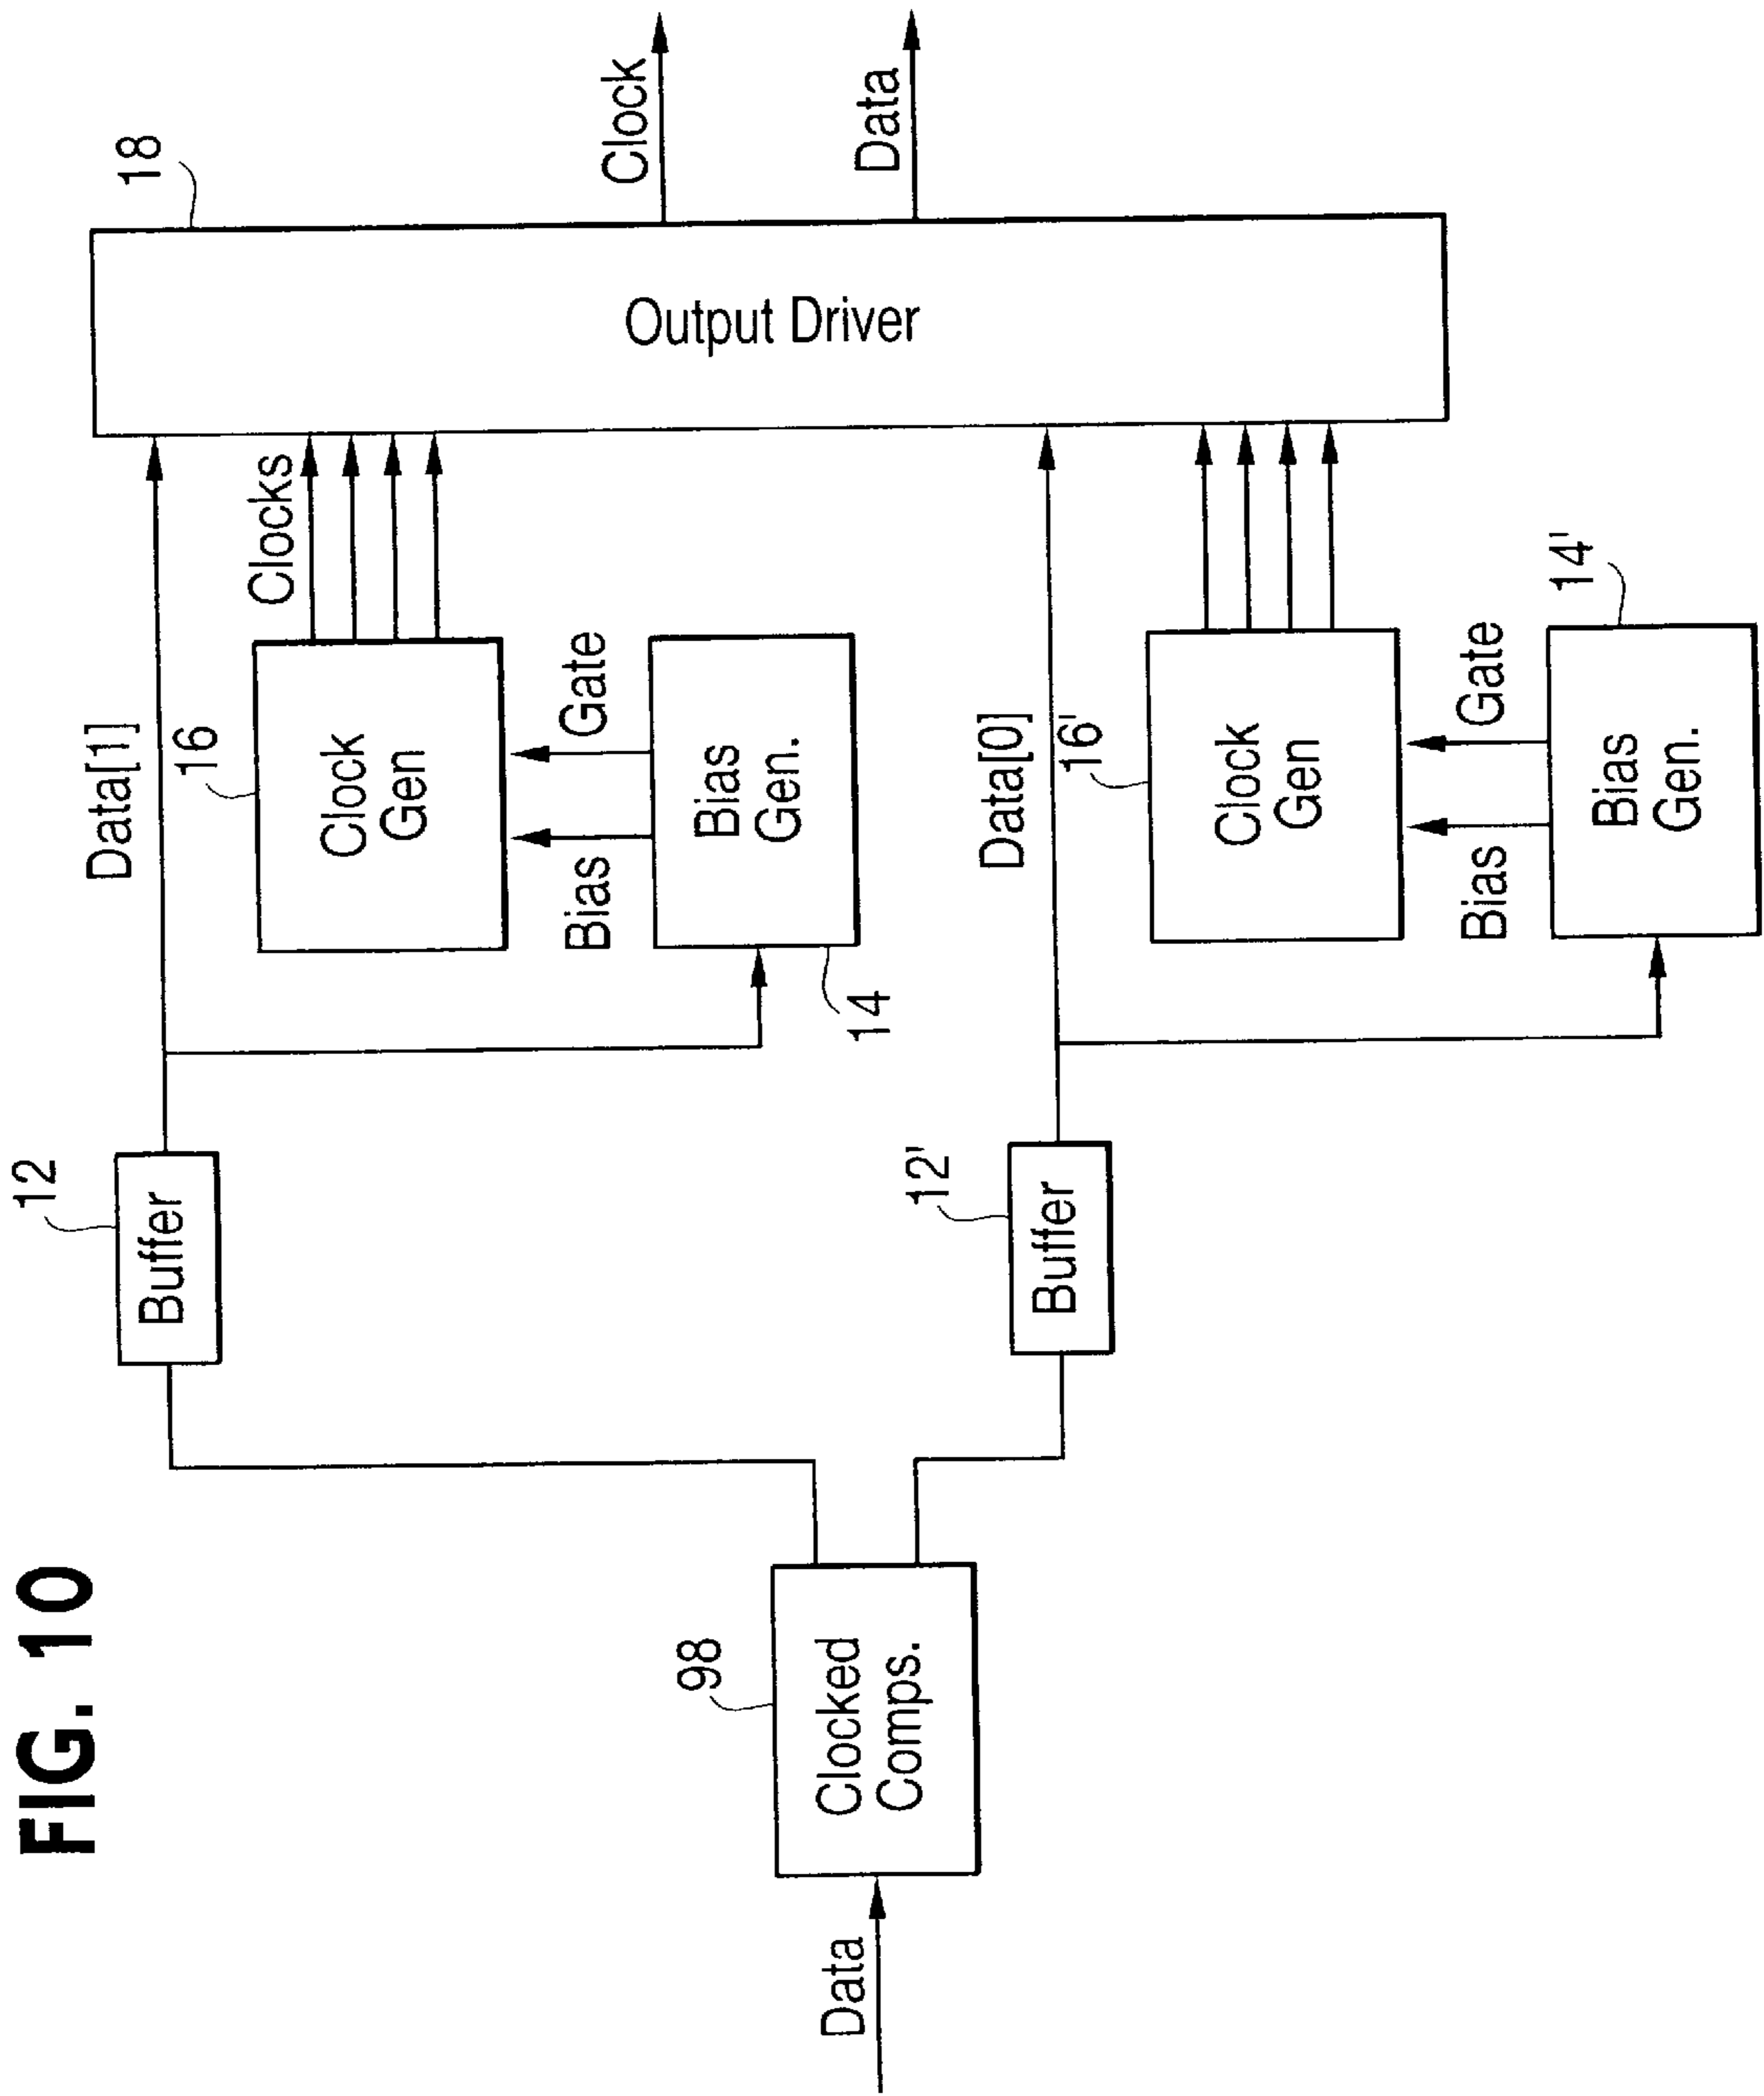 FIG. 10
Data
98
Clocked
Comps.
12
Buffer
12'
Buffer
Data[1]
16
Clock
Gen
Clocks
Bias
Gate
14
Bias
Gen.
Data[0]
16'
Clock
Gen
Bias
Gate
14'
Bias
Gen.
18
Output Driver
Clock
Data